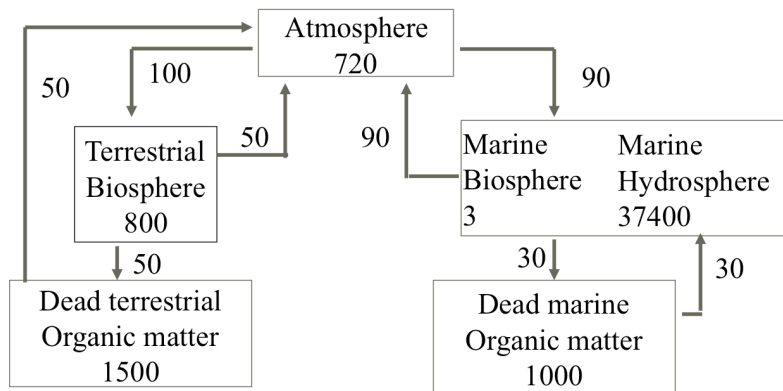 Atmosphere
720
100
90
50
50
90
Terrestrial
Biosphere
800
Marine
Biosphere
3
Marine
Hydrosphere
37400
50
30
30
Dead terrestrial
Organic matter
1500
Dead marine
Organic matter
1000